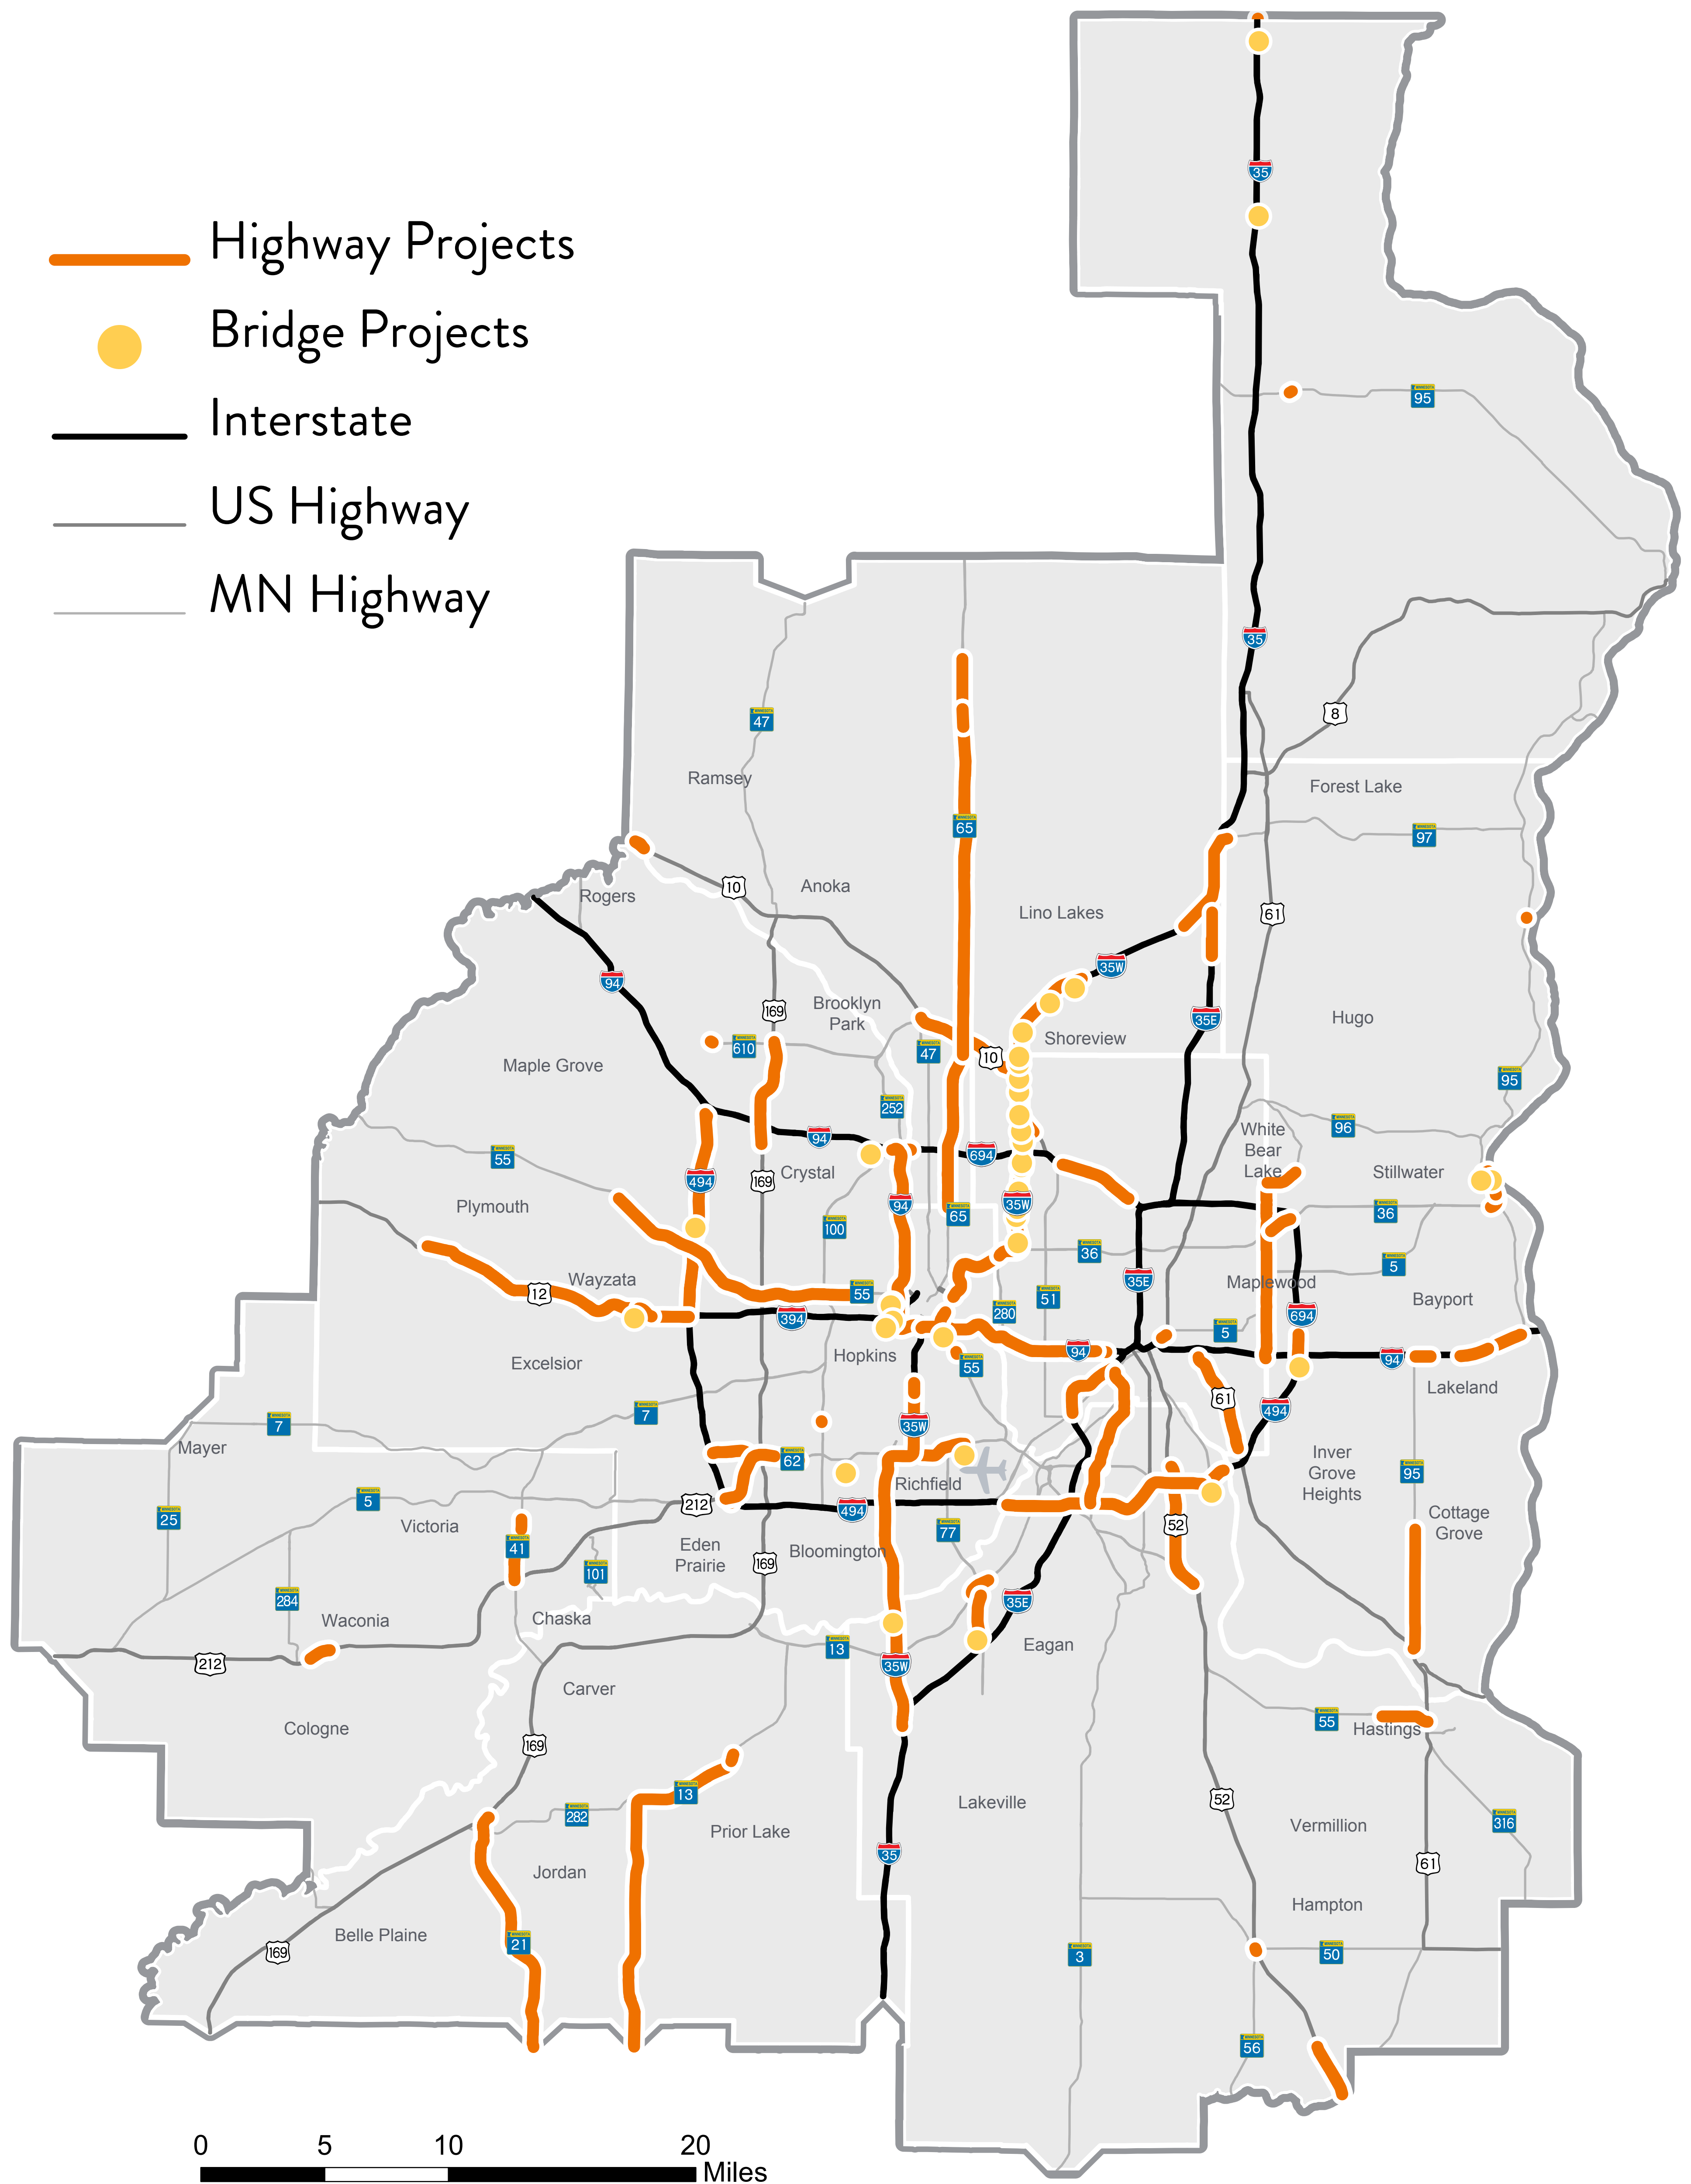 35
Highway Projects
Bridge Projects
Interstate
95
US Highway
MN Highway
35
8
47
Ramsey
Forest Lake
65
97
10
Anoka
Rogers
Lino Lakes
61
35W
94
Brooklyn
Park
169
35E
Hugo
Shoreview
610
47
10
Maple Grove
95
252
96
White
Bear
Lake
94
694
55
Crystal
Stillwater
494
169
94
35W
Plymouth
65
36
100
36
5
Wayzata
35E
Maplewood
12
55
51
Bayport
280
694
394
5
Hopkins
94
94
Excelsior
55
Lakeland
61
7
494
7
35W
Mayer
62
Inver
Grove
Heights
95
Richfield
5
212
494
25
Victoria
52
Cottage
Grove
77
41
Eden
Prairie
Bloomington
169
101
284
35E
Waconia
Chaska
13
Eagan
212
35W
Carver
55
Hastings
Cologne
169
13
52
Lakeville
282
Prior Lake
Vermillion
316
35
61
Jordan
Hampton
Belle Plaine
21
169
3
50
56
0
5
10
20
Miles